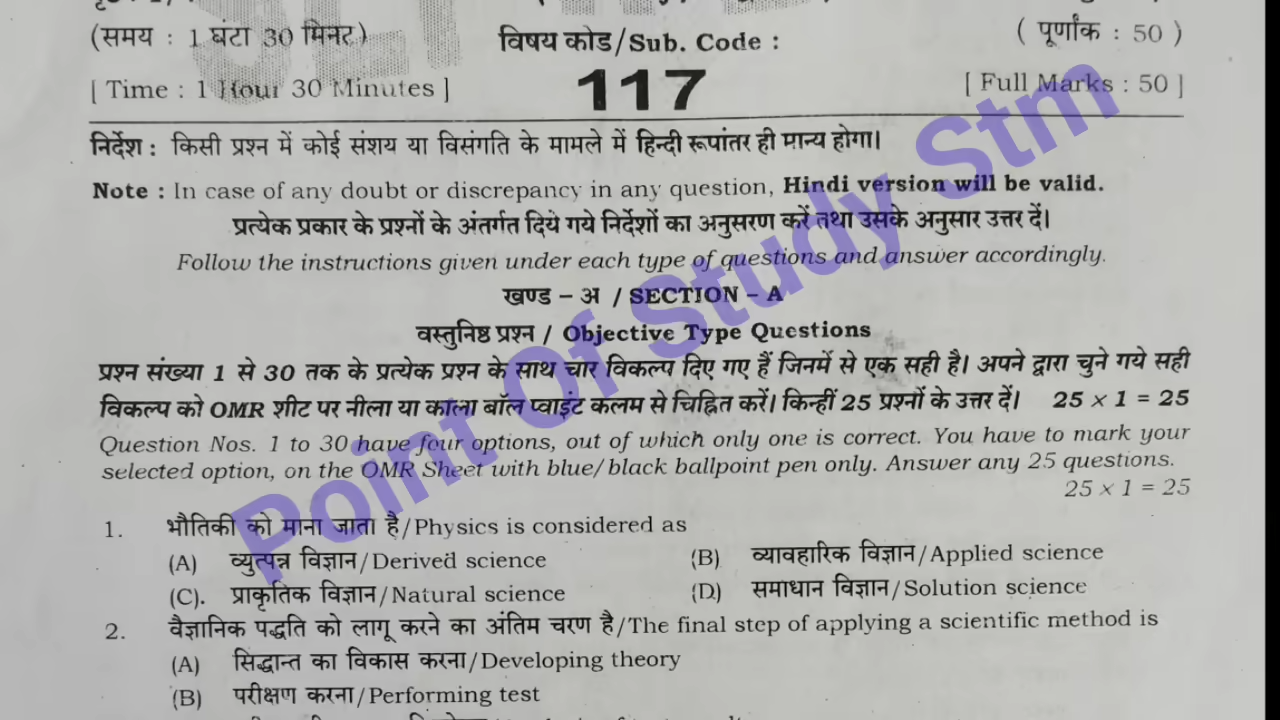 (समय : 1 घंटा 30 मिनट)
विषय कोड/Sub. Code :
( पूर्णांक : 50 )
[ Time : 1 Hour 30 Minutes ]
117
[ Full Marks : 50 ]
निर्देश : किसी प्रश्न में कोई संशय या विसंगति के मामले में हिन्दी रूपांतर ही मान्य होगा।
Note : In case of any doubt or discrepancy in any question, Hindi version will be valid.
प्रत्येक प्रकार के प्रश्नों के अंतर्गत दिये गये निर्देशों का अनुसरण करें तथा उसके अनुसार उत्तर दें।
Follow the instructions given under each type of questions and answer accordingly.
खण्ड – अ / SECTION – A
वस्तुनिष्ठ प्रश्न / Objective Type Questions
प्रश्न संख्या 1 से 30 तक के प्रत्येक प्रश्न के साथ चार विकल्प दिए गए हैं जिनमें से एक सही है। अपने द्वारा चुने गये सही
विकल्प को OMR शीट पर नीला या काला बॉल प्वाइंट कलम से चिह्नित करें। किन्हीं 25 प्रश्नों के उत्तर दें। 25 × 1 = 25
Question Nos. 1 to 30 have four options, out of which only one is correct. You have to mark your
selected option, on the OMR Sheet with blue/black ballpoint pen only. Answer any 25 questions.
25 × 1 = 25
1. भौतिकी को माना जाता है/Physics is considered as
(A) व्युत्पन्न विज्ञान/Derived science (B) व्यावहारिक विज्ञान/Applied science
(C). प्राकृतिक विज्ञान/Natural science (D) समाधान विज्ञान/Solution science
2. वैज्ञानिक पद्धति को लागू करने का अंतिम चरण है/The final step of applying a scientific method is
(A) सिद्धान्त का विकास करना/Developing theory
(B) परीक्षण करना/Performing test
Point Of Study Stm